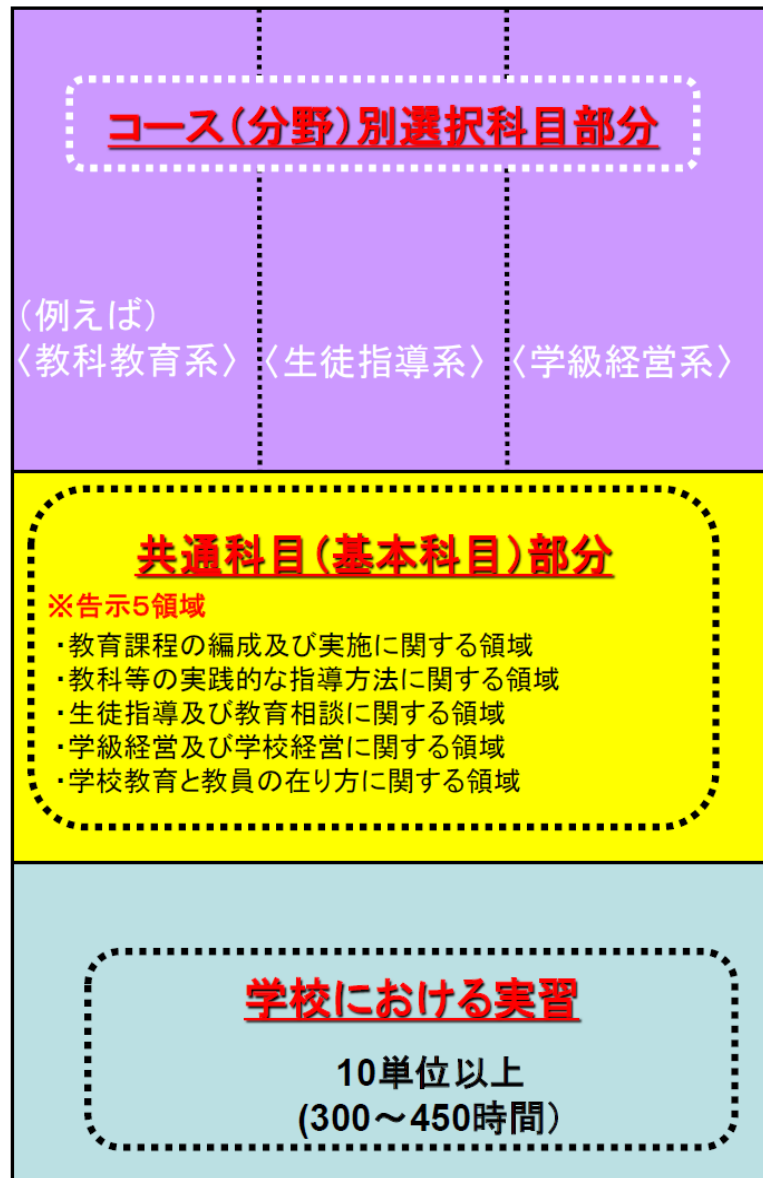 コース(分野)別選択科目部分
(例えば)
〈教科教育系〉〈生徒指導系〉〈学級経営系〉
共通科目(基本科目)部分
※告示5領域
・教育課程の編成及び実施に関する領域
・教科等の実践的な指導方法に関する領域
・生徒指導及び教育相談に関する領域
・学級経営及び学校経営に関する領域
・学校教育と教員の在り方に関する領域
学校における実習
10単位以上
(300～450時間)